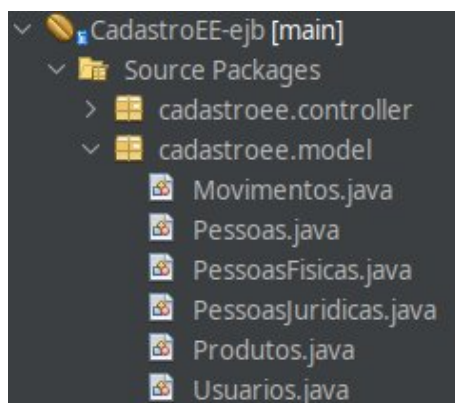 CadastroEE-ejb [main]
Source Packages
cadastroee.controller
cadastroee.model
Movimentos.java
Pessoas.java
PessoasFisicas.java
PessoasJuridicas.java
Produtos.java
Usuarios.java